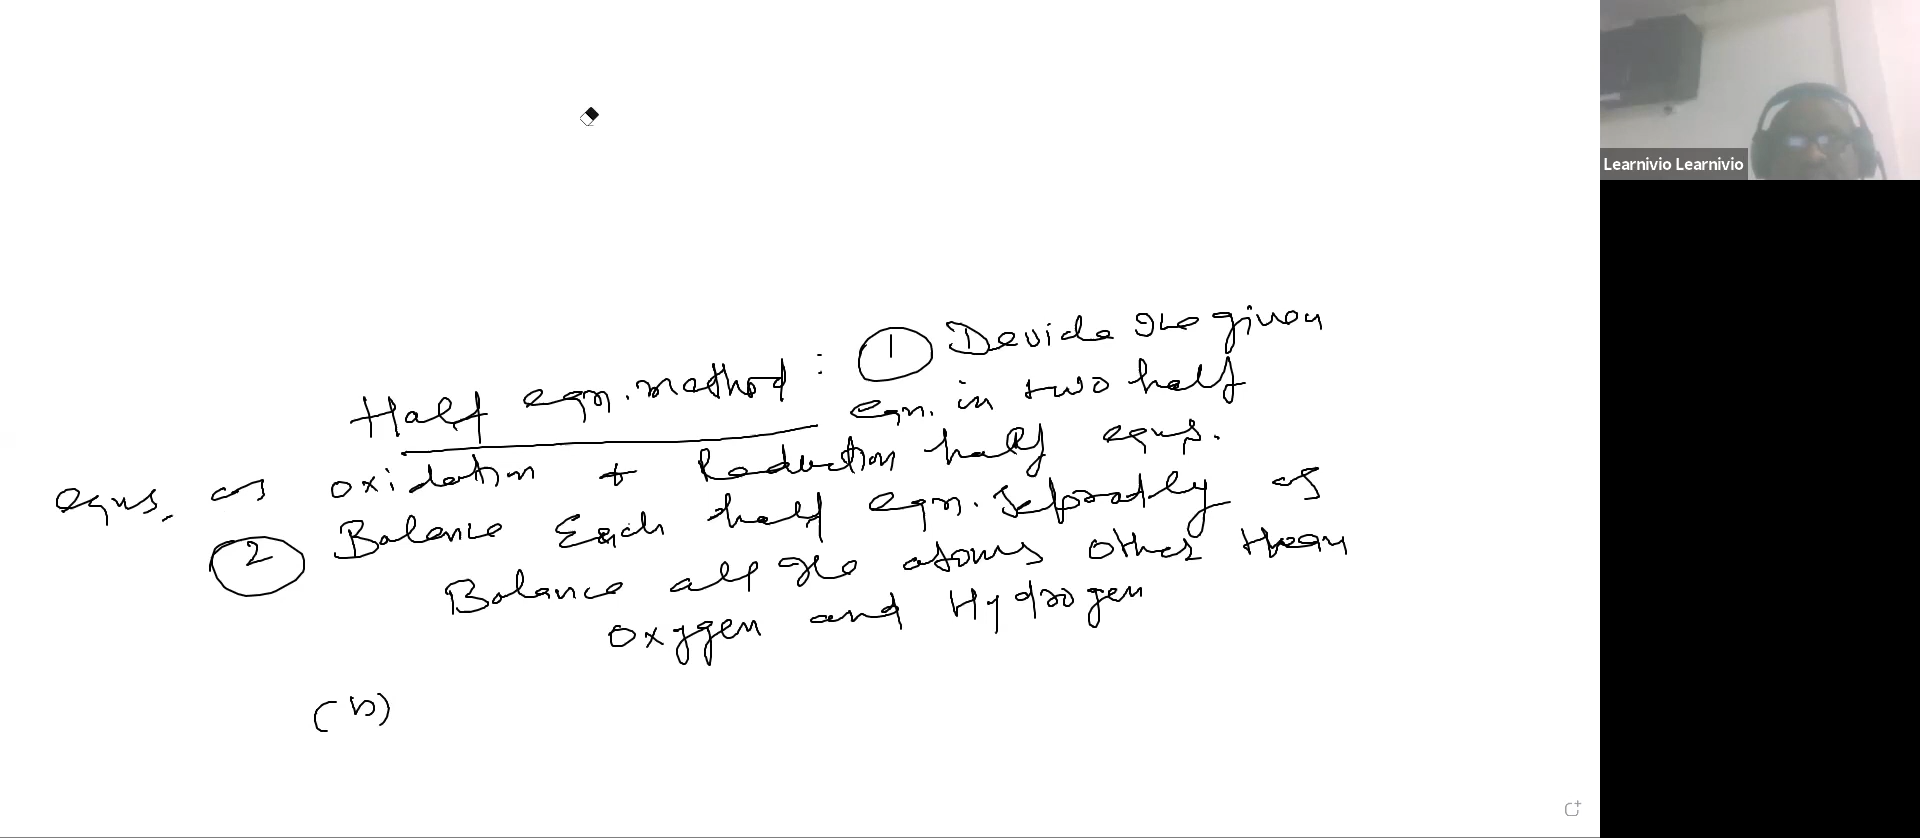 Half eqn. method : 1 Devide the given
eqn. in two half
eqns. as oxidation + Reduction half eqns.
2 Balance Each half eqn. Seprately as
Balance all the atoms other than
oxygen and Hydrogen
(b)
Learnivio Learnivio